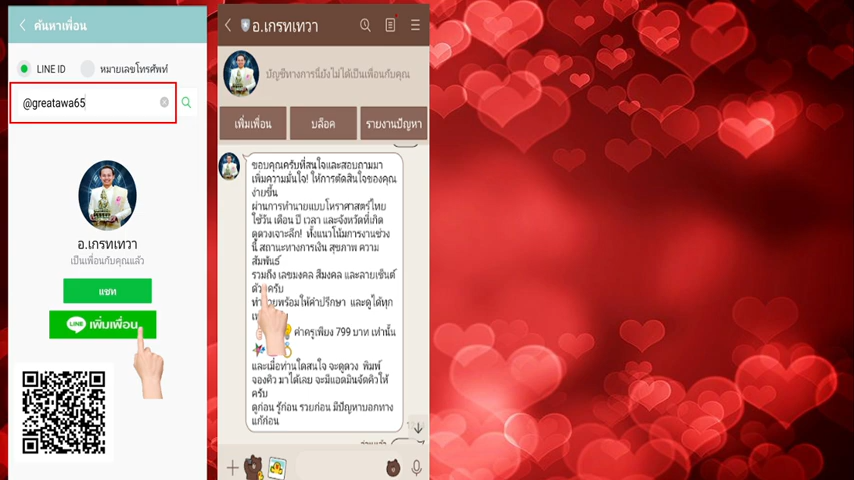 ค้นหาเพื่อน
LINE ID
หมายเลขโทรศัพท์
@greatawa65
อ.เกรทเทวา
เป็นเพื่อนกับคุณแล้ว
แชท
LINE เพิ่มเพื่อน
อ.เกรทเทวา
บัญชีทางการนี้ยังไม่ได้เป็นเพื่อนกับคุณ
เพิ่มเพื่อน
บล็อค
รายงานปัญหา
ขอบคุณครับที่สนใจและสอบถามมา
เพิ่มความมั่นใจ! ให้การตัดสินใจของคุณ
ง่ายขึ้น
ผ่านการทำนายแบบโหราศาสตร์ไทย
ใช้วัน เดือน ปี เวลา และจังหวัดที่เกิด
ดูดวงเจาะลึก! ทั้งแนวโน้มการงานช่วง
นี้ สถานะทางการเงิน สุขภาพ ความ
สัมพันธ์
รวมถึง เลขมงคล สีมงคล และลายเซ็นต์
ครับ
พร้อมให้คำปรึกษา และดูได้ทุก
ค่าครูเพียง 799 บาท เท่านั้น
และเมื่อท่านใดสนใจ จะดูดวง พิมพ์
จองคิว มาได้เลย จะมีแอดมินจัดคิวให้
ครับ
ดูก่อน รู้ก่อน รวยก่อน มีปัญหาบอกทาง
แก้ก่อน